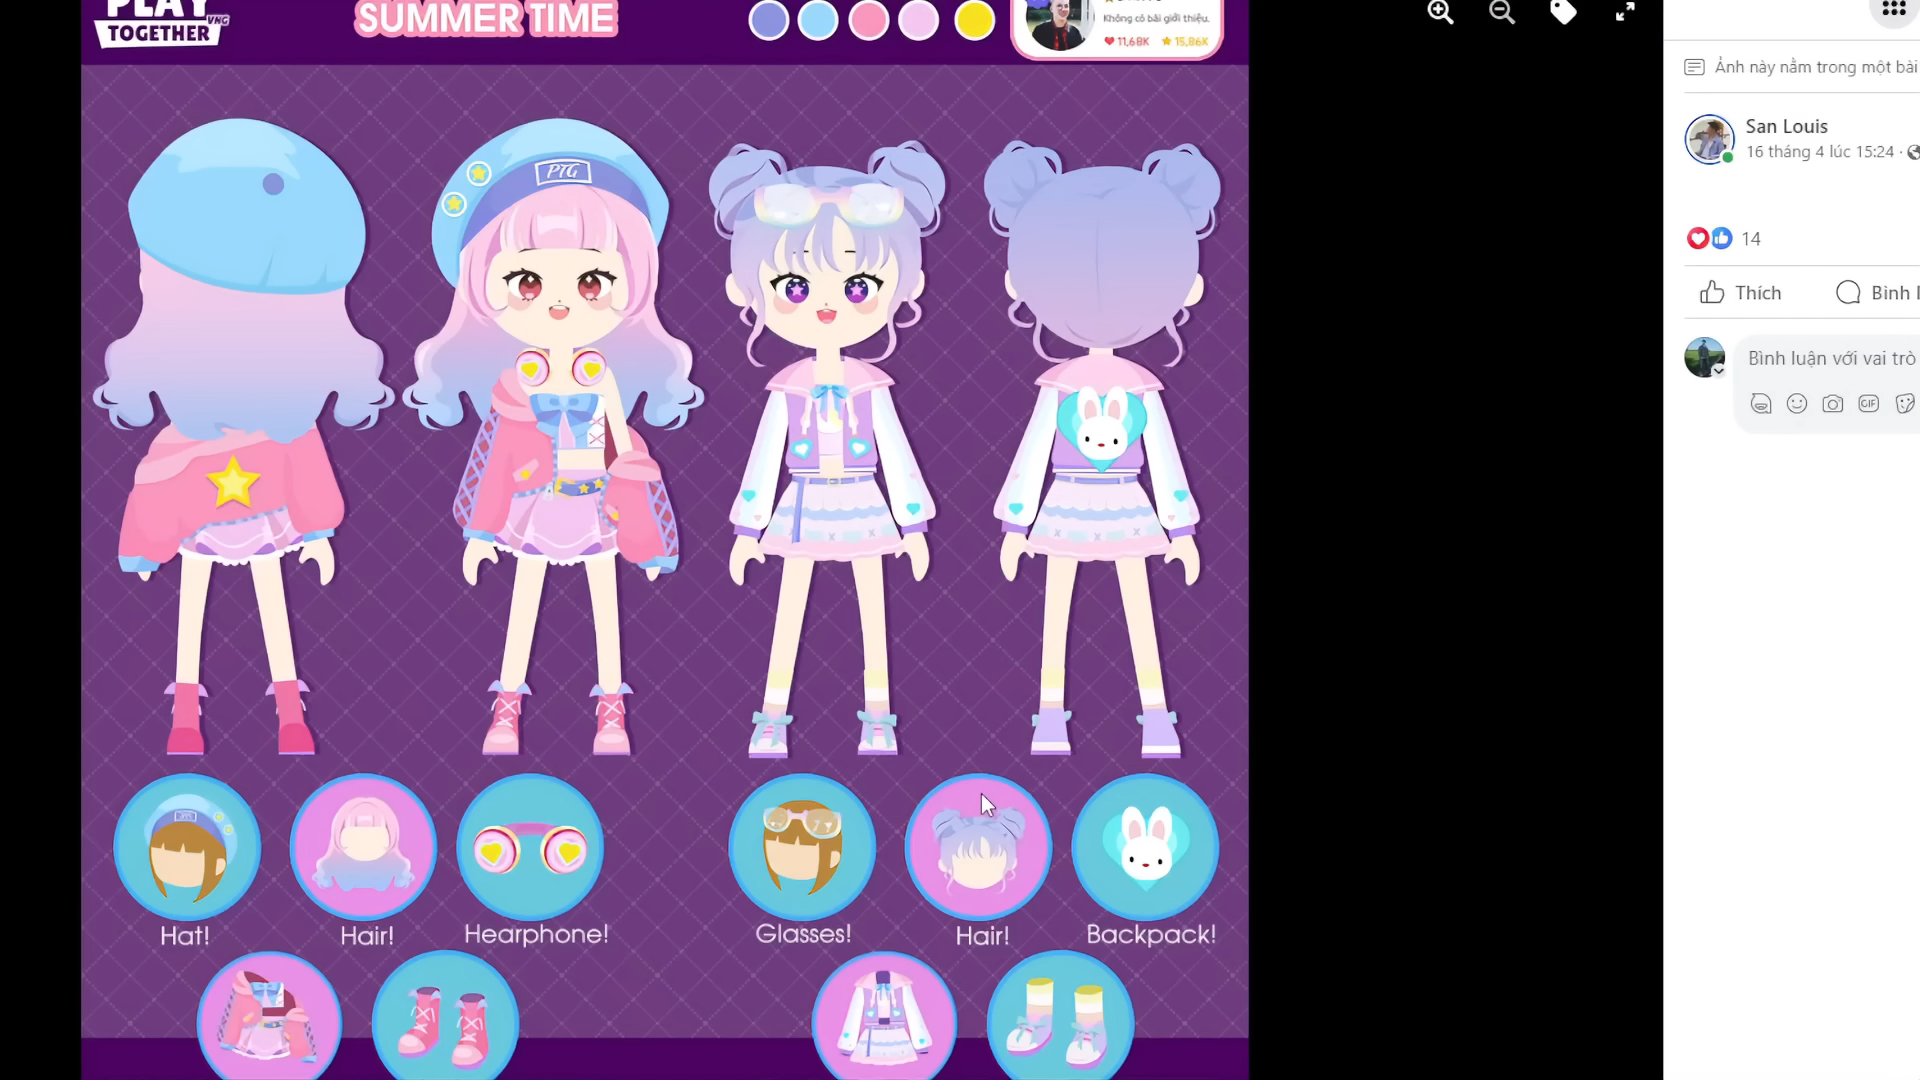 PLAY
TOGETHER
VNG
SUMMER TIME
Không có bài giới thiệu.
11,68K
15,86K
PTG
Hat!
Hair!
Hearphone!
Glasses!
Hair!
Backpack!
Ảnh này nằm trong một bài
San Louis
16 tháng 4 lúc 15:24 ·
14
Thích
Bình l
Bình luận với vai trò
GIF